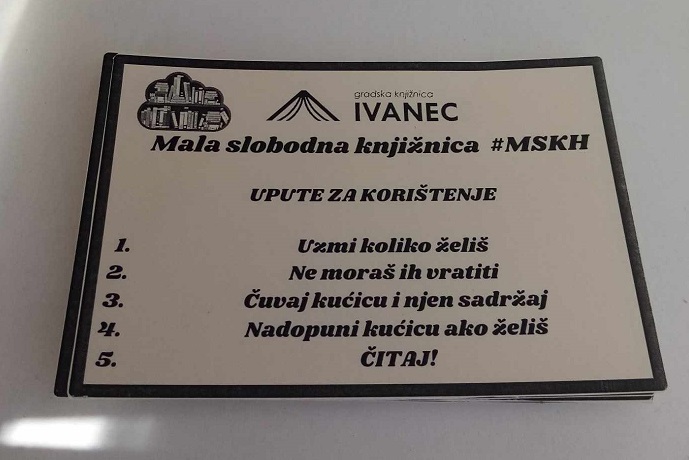 gradska knjižnica
IVANEC
Mala slobodna knjižnica #MSKH
UPUTE ZA KORIŠTENJE
1. Uzmi koliko želiš
2. Ne moraš ih vratiti
3. Čuvaj kućicu i njen sadržaj
4. Nadopuni kućicu ako želiš
5. ČITAJ!